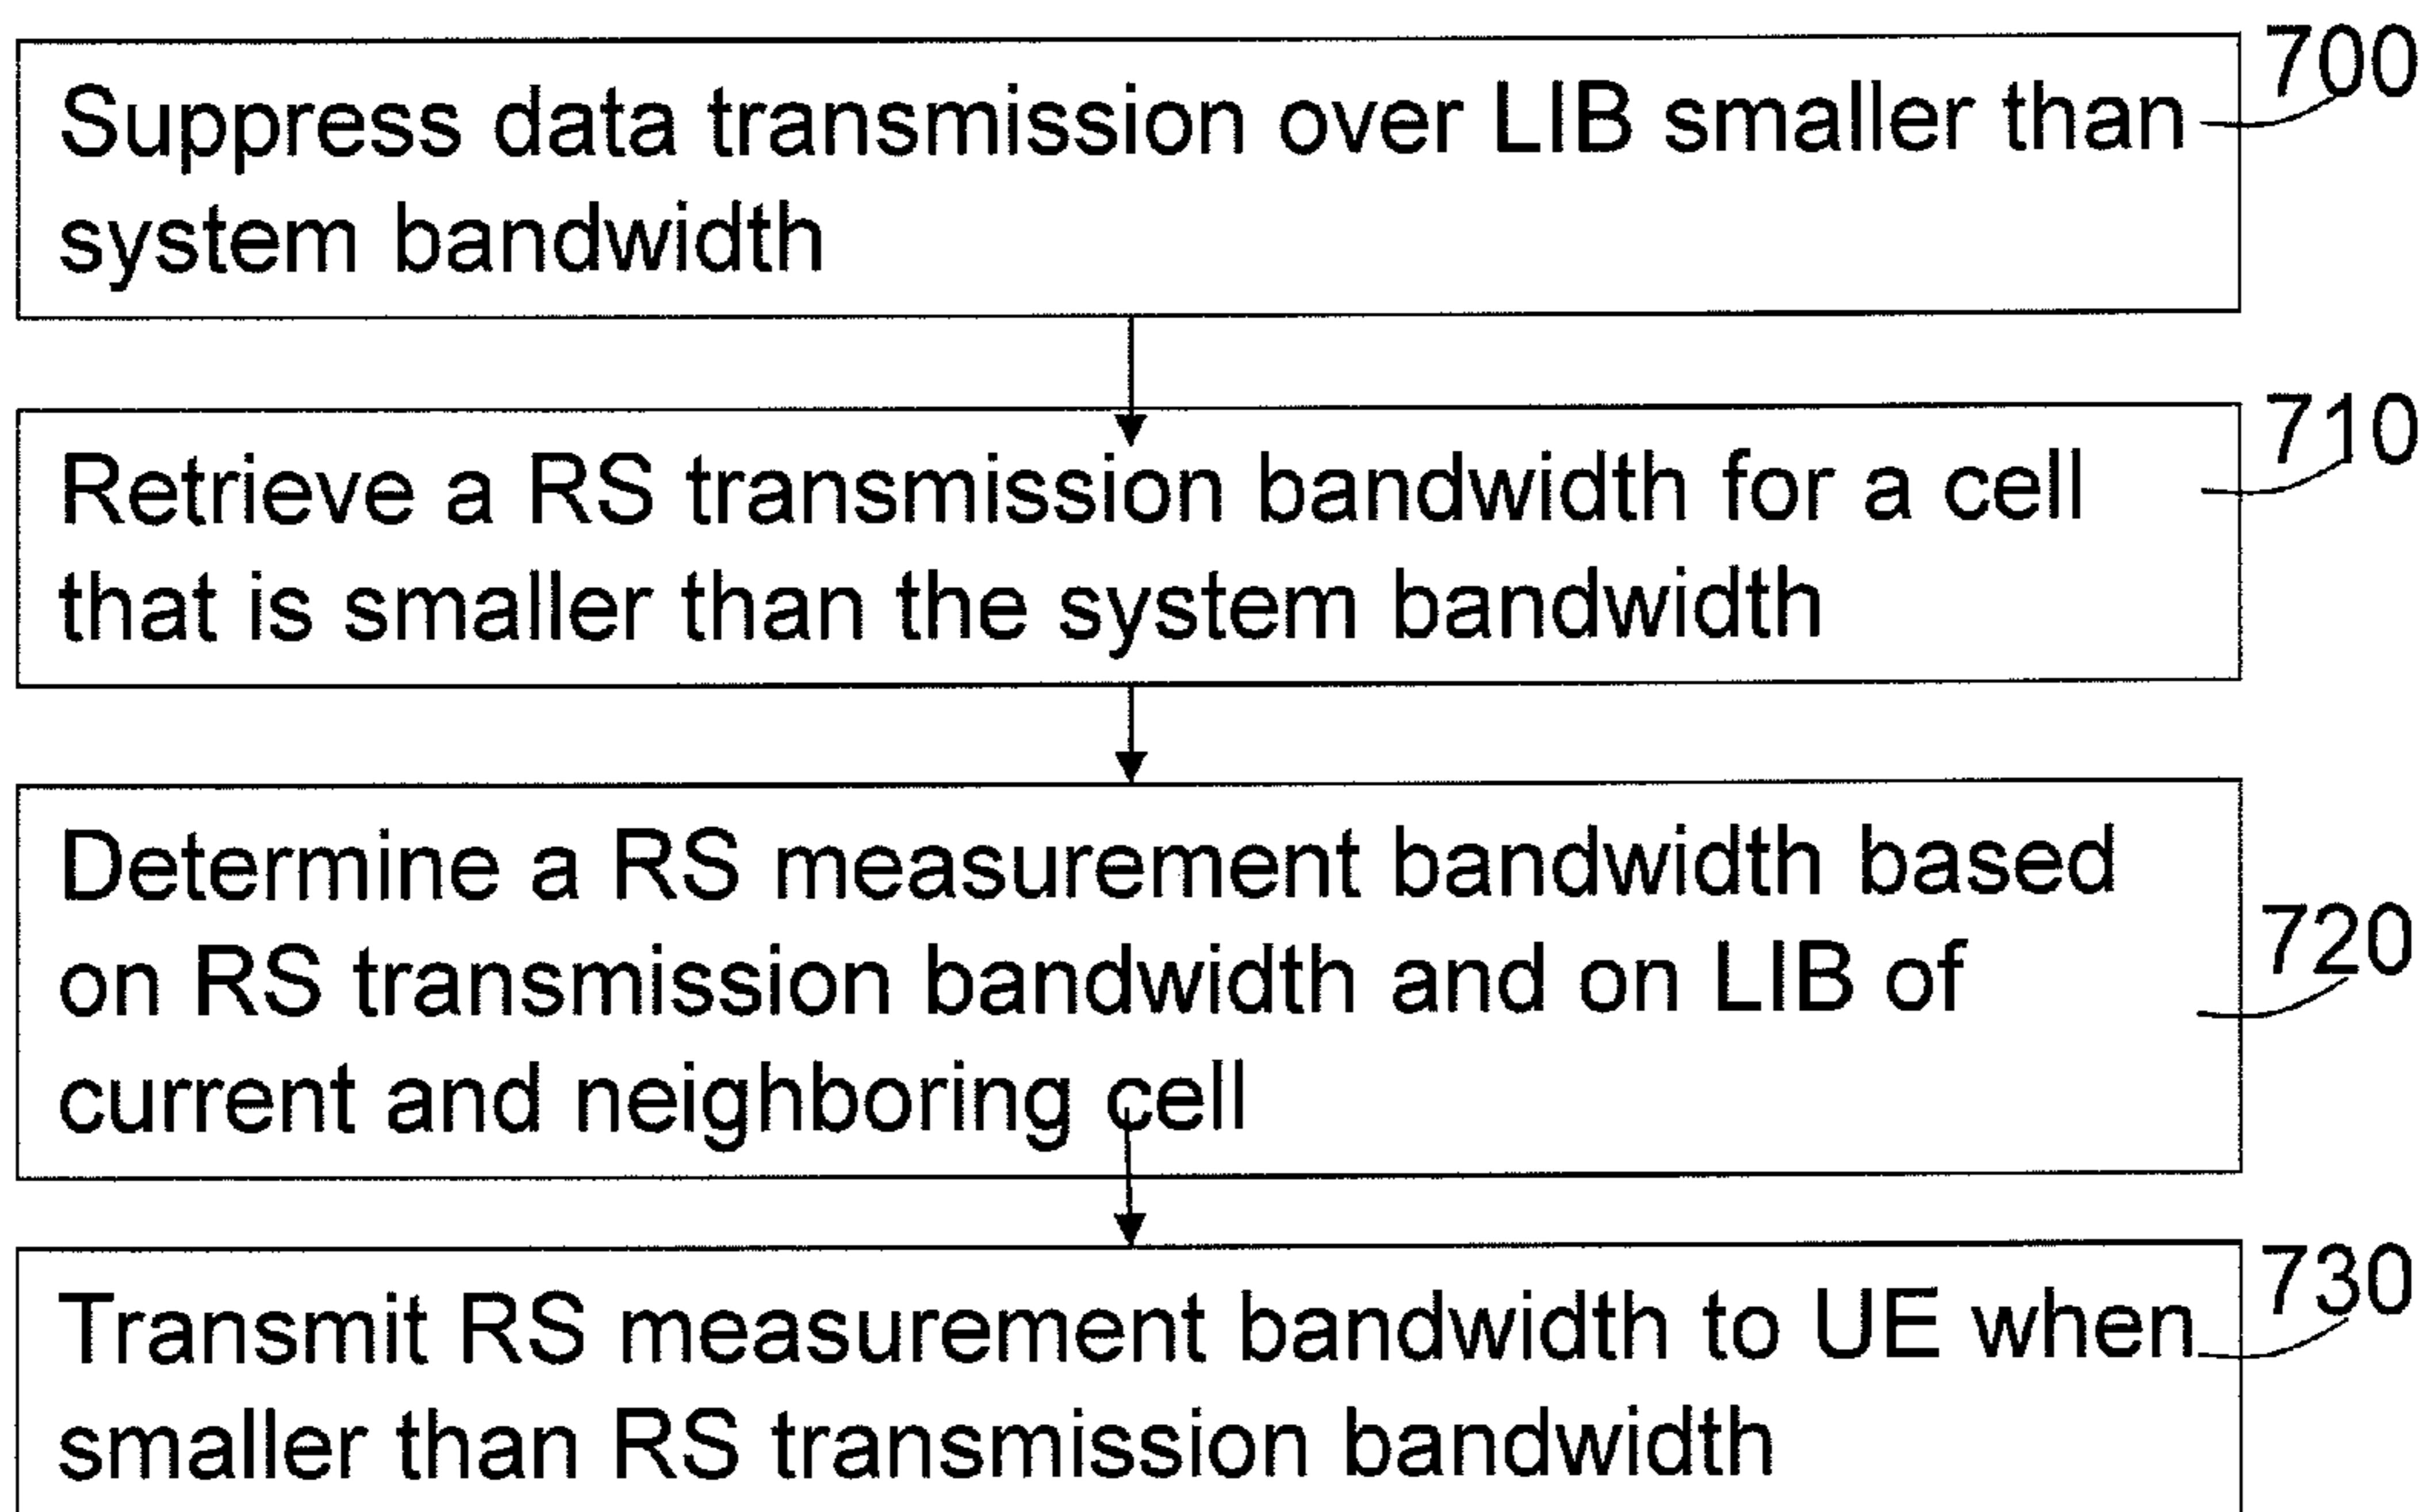 700
Suppress data transmission over LIB smaller than
system bandwidth
710
Retrieve a RS transmission bandwidth for a cell
that is smaller than the system bandwidth
Determine a RS measurement bandwidth based
720
on RS transmission bandwidth and on LIB of
current and neighboring cell
730
Transmit RS measurement bandwidth to UE when
smaller than RS transmission bandwidth